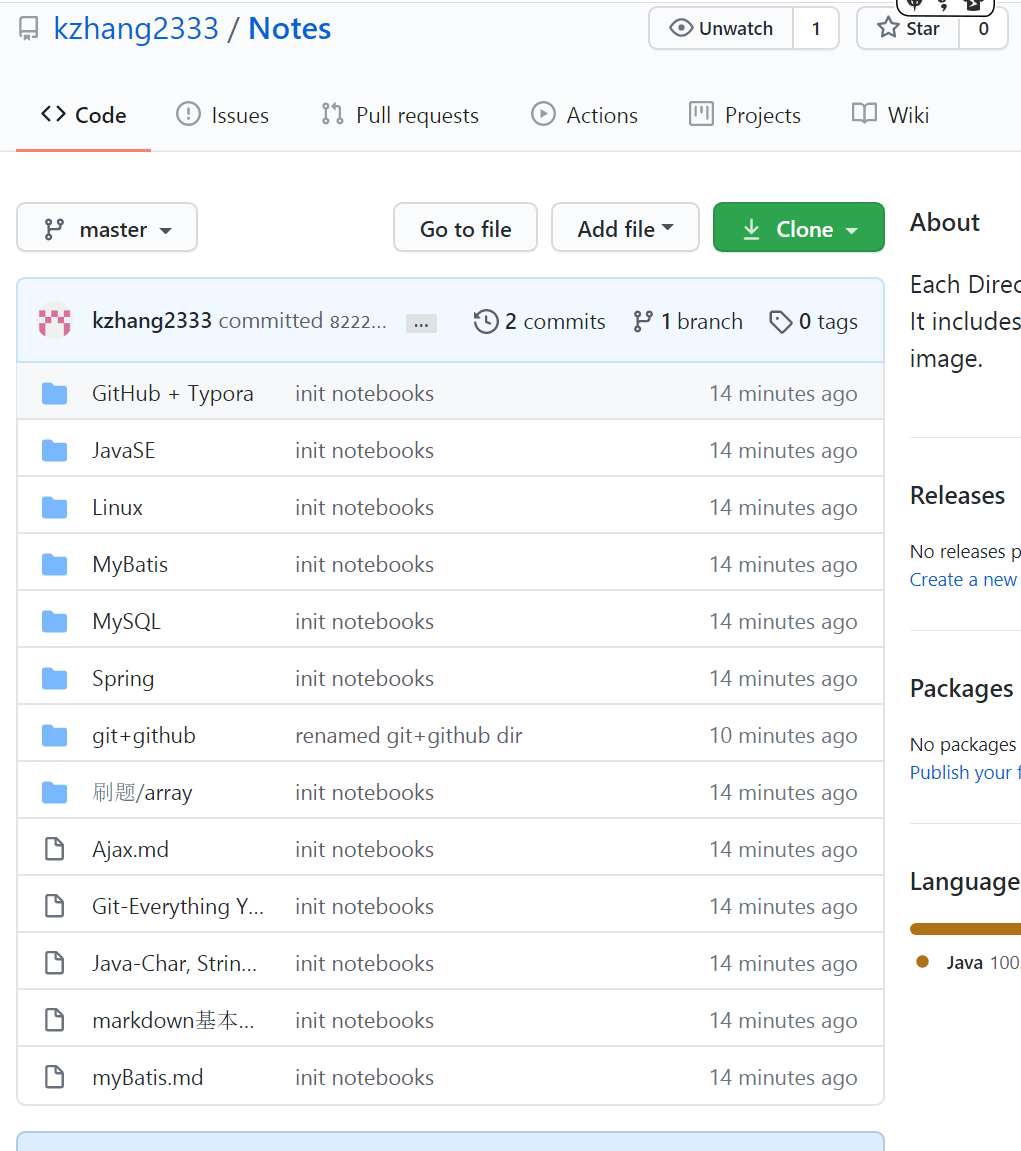 kzhang2333 / Notes
Unwatch 1
Star 0
Code Issues Pull requests Actions Projects Wiki
master Go to file Add file Clone
kzhang2333 committed 8222... ... 2 commits 1 branch 0 tags
GitHub + Typora init notebooks 14 minutes ago
JavaSE init notebooks 14 minutes ago
Linux init notebooks 14 minutes ago
MyBatis init notebooks 14 minutes ago
MySQL init notebooks 14 minutes ago
Spring init notebooks 14 minutes ago
git+github renamed git+github dir 10 minutes ago
刷题/array init notebooks 14 minutes ago
Ajax.md init notebooks 14 minutes ago
Git-Everything Y... init notebooks 14 minutes ago
Java-Char, Strin... init notebooks 14 minutes ago
markdown基本... init notebooks 14 minutes ago
myBatis.md init notebooks 14 minutes ago
About
Each Direc
It includes
image.
Releases
No releases p
Create a new
Packages
No packages
Publish your f
Language
Java 100.